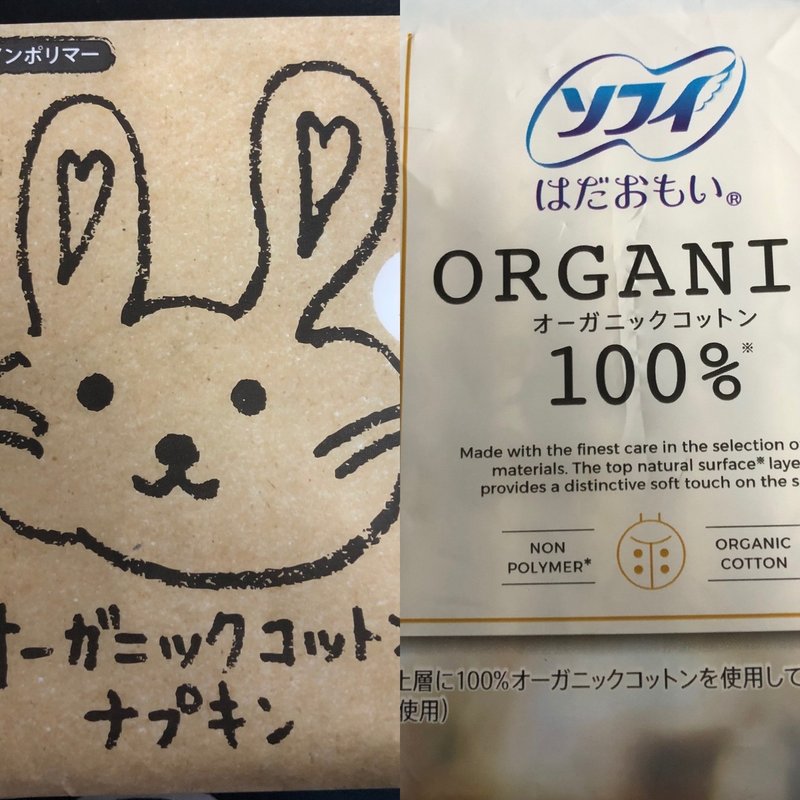 ンポリマー
オーガニックコットン
ナプキン
ソフィ
はだおもい®
ORGANI
オーガニックコットン
100%※
Made with the finest care in the selection o
materials. The top natural surface* laye
provides a distinctive soft touch on the s
NON
POLYMER*
ORGANIC
COTTON
上層に100%オーガニックコットンを使用して
使用)